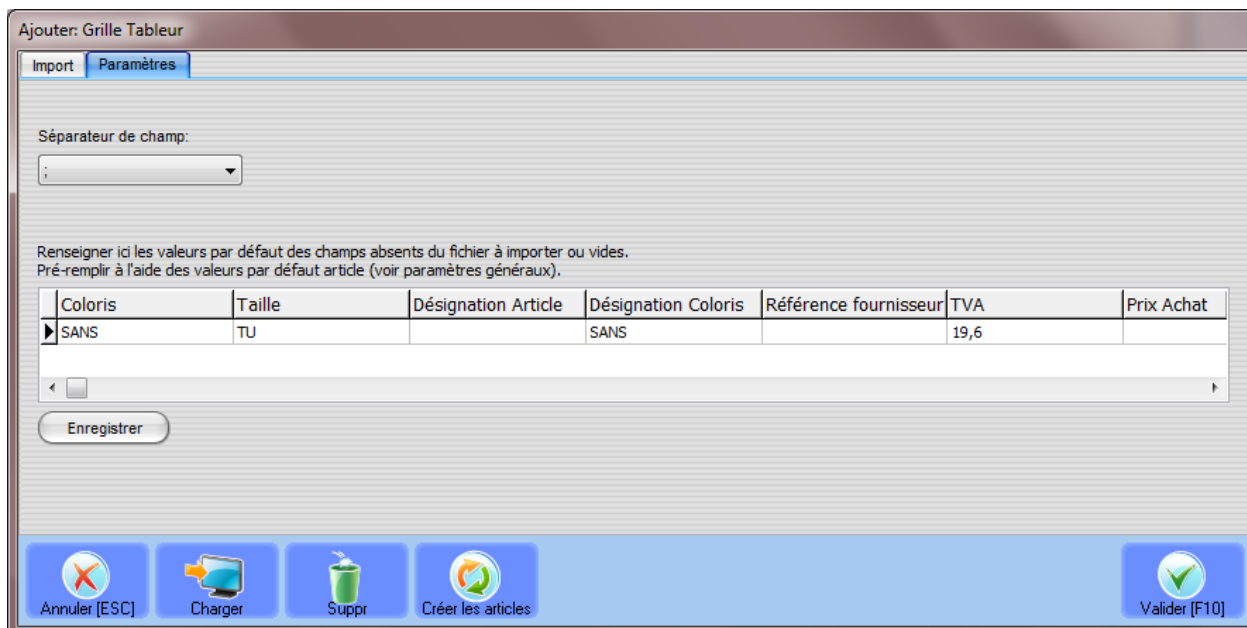 Ajouter: Grille Tableur
Import Paramètres
Séparateur de champ:
;
Renseigner ici les valeurs par défaut des champs absents du fichier à importer ou vides.
Pré-remplir à l'aide des valeurs par défaut article (voir paramètres généraux).
Coloris Taille Désignation Article Désignation Coloris Référence fournisseur TVA Prix Achat
SANS TU SANS 19,6
Enregistrer
Annuler [ESC] Charger Suppr Créer les articles Valider [F10]